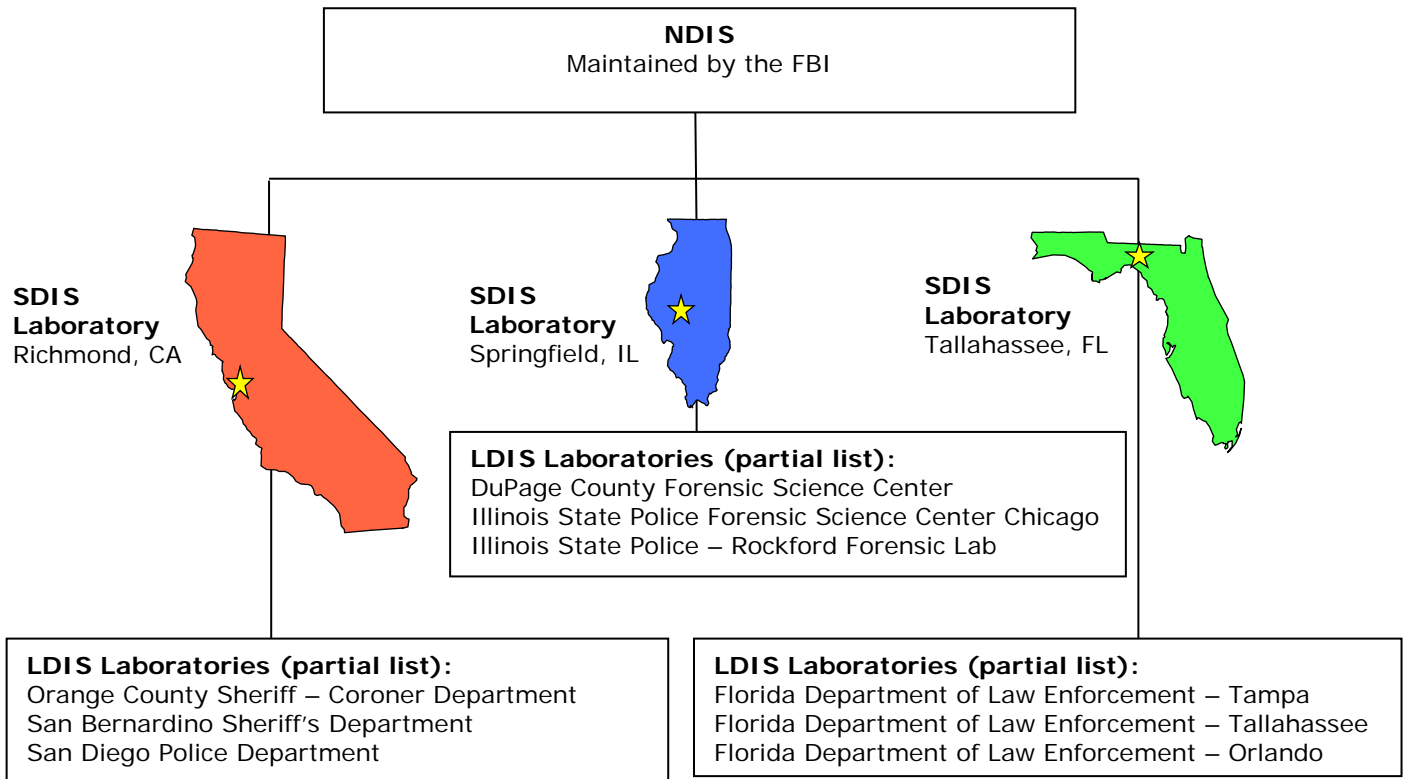 NDIS
Maintained by the FBI
SDIS
Laboratory
Richmond, CA
SDIS
Laboratory
Springfield, IL
SDIS
Laboratory
Tallahassee, FL
LDIS Laboratories (partial list):
DuPage County Forensic Science Center
Illinois State Police Forensic Science Center Chicago
Illinois State Police – Rockford Forensic Lab
LDIS Laboratories (partial list):
Orange County Sheriff – Coroner Department
San Bernardino Sheriff's Department
San Diego Police Department
LDIS Laboratories (partial list):
Florida Department of Law Enforcement – Tampa
Florida Department of Law Enforcement – Tallahassee
Florida Department of Law Enforcement – Orlando